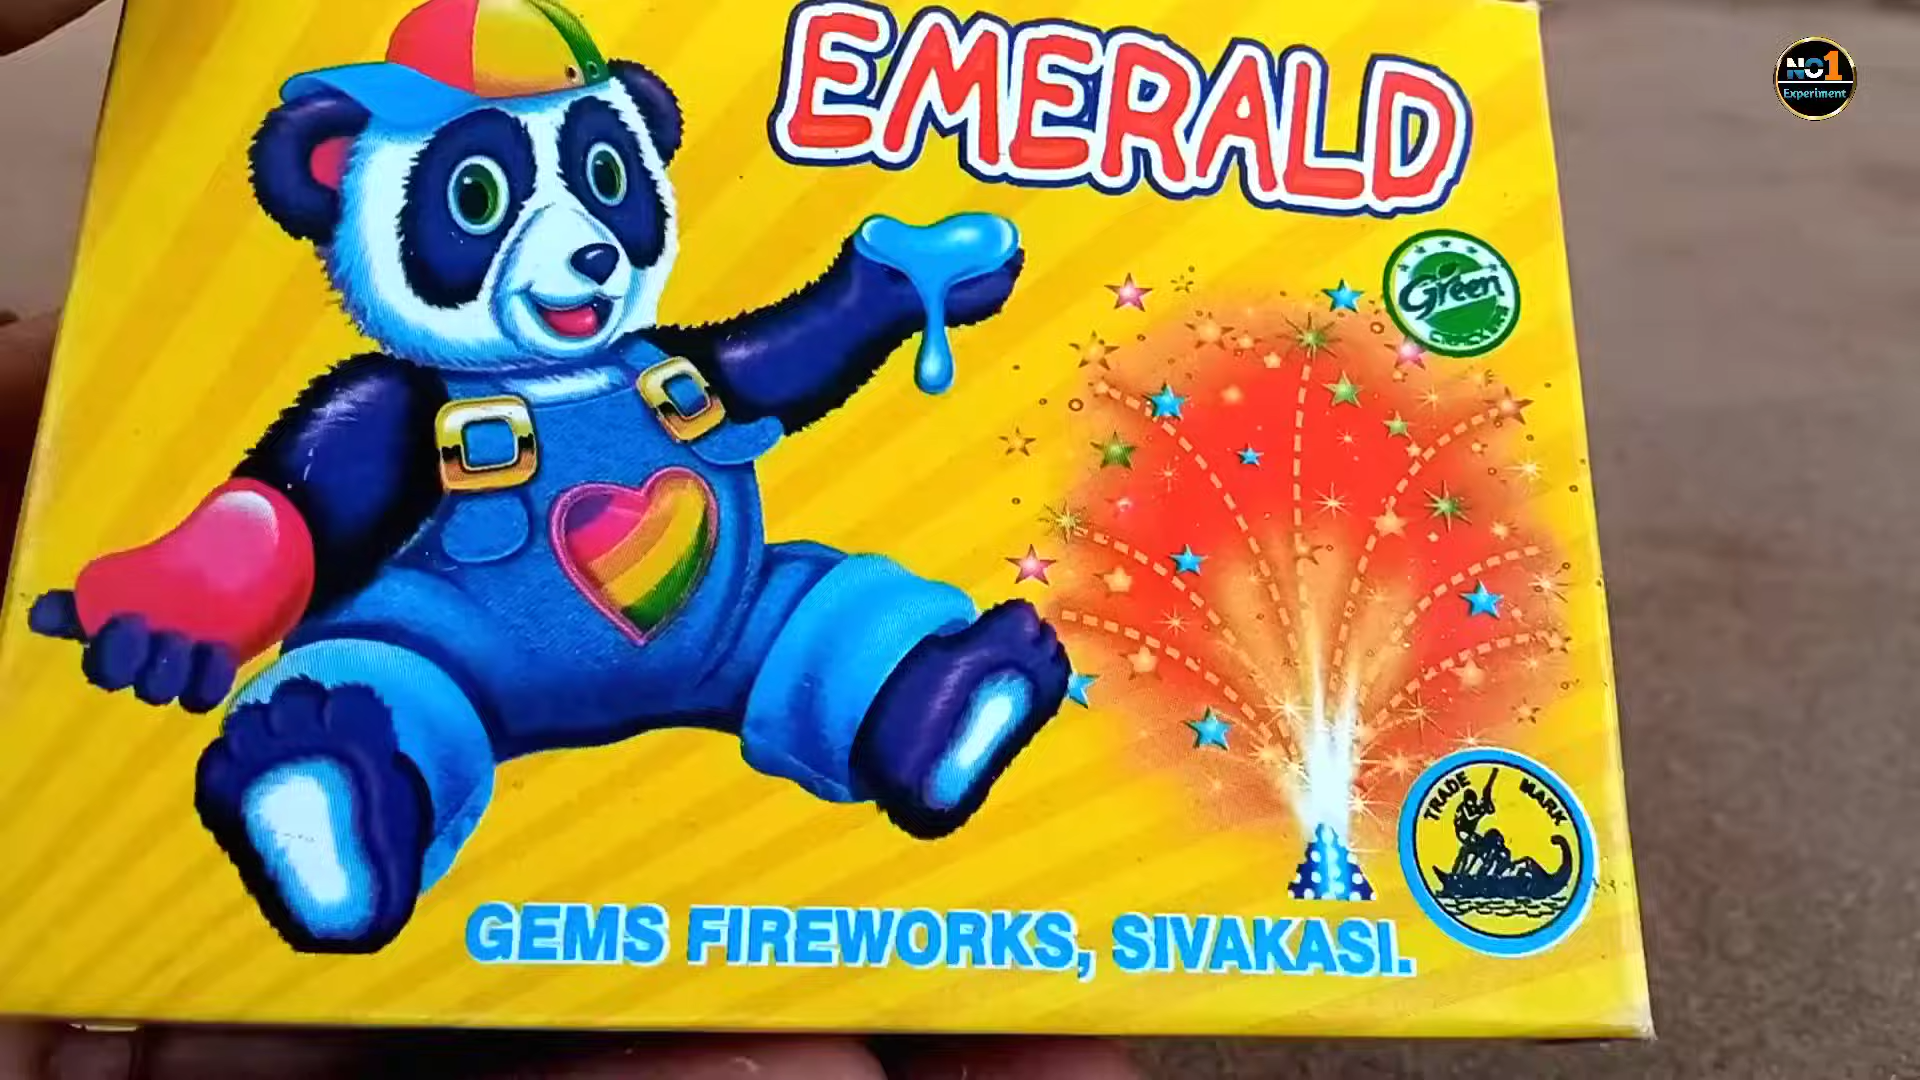 EMERALD
NO1
Experiment
Green
TRADE MARK
GEMS FIREWORKS, SIVAKASI.